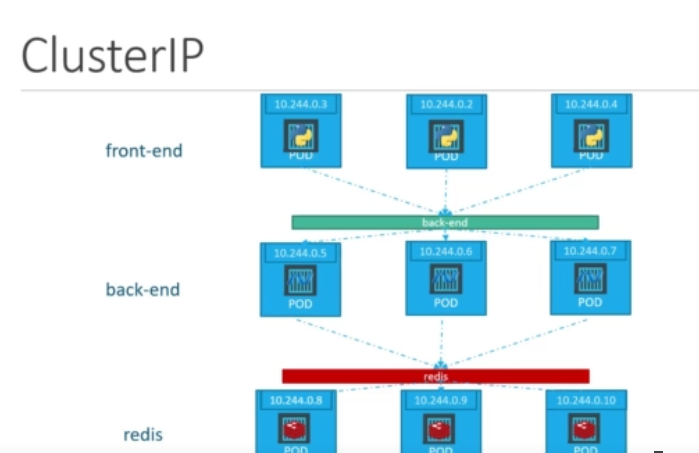 ClusterIP
10.244.0.3 10.244.0.2 10.244.0.4
front-end
POD POD POD
back-end
10.244.0.5 10.244.0.6 10.244.0.7
back-end
POD POD POD
redis
10.244.0.8 10.244.0.9 10.244.0.10
redis
POD POD POD